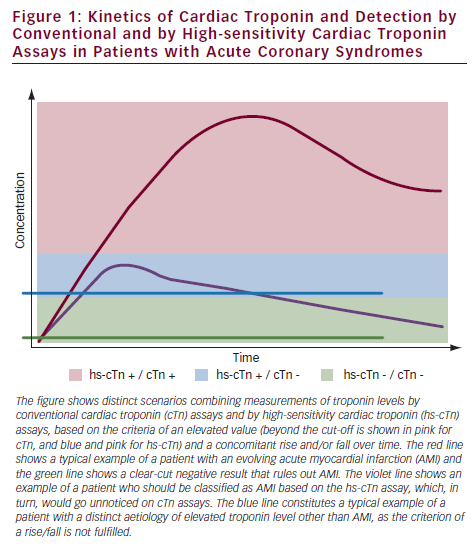 Figure 1: Kinetics of Cardiac Troponin and Detection by
Conventional and by High-sensitivity Cardiac Troponin
Assays in Patients with Acute Coronary Syndromes
Concentration
Time
hs-cTn + / cTn +
hs-cTn + / cTn -
hs-cTn - / cTn -
The figure shows distinct scenarios combining measurements of troponin levels by
conventional cardiac troponin (cTn) assays and by high-sensitivity cardiac troponin (hs-cTn)
assays, based on the criteria of an elevated value (beyond the cut-off is shown in pink for
cTn, and blue and pink for hs-cTn) and a concomitant rise and/or fall over time. The red line
shows a typical example of a patient with an evolving acute myocardial infarction (AMI) and
the green line shows a clear-cut negative result that rules out AMI. The violet line shows an
example of a patient who should be classified as AMI based on the hs-cTn assay, which, in
turn, would go unnoticed on cTn assays. The blue line constitutes a typical example of a
patient with a distinct aetiology of elevated troponin level other than AMI, as the criterion of
a rise/fall is not fulfilled.